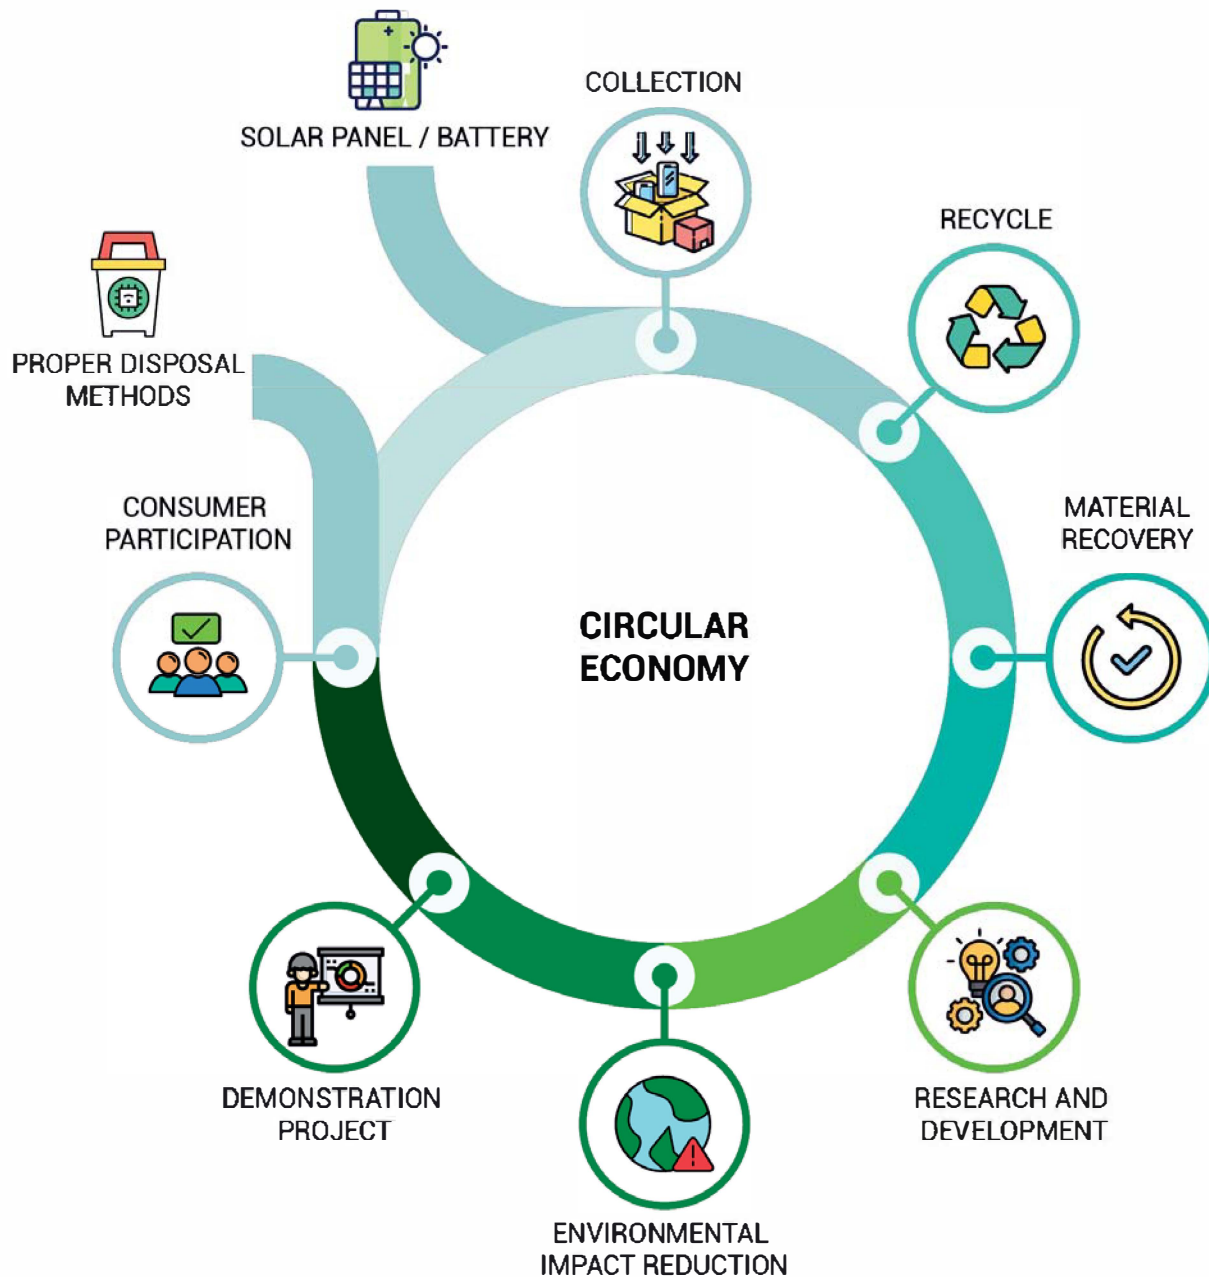 SOLAR PANEL / BATTERY
COLLECTION
RECYCLE
MATERIAL
RECOVERY
RESEARCH AND
DEVELOPMENT
ENVIRONMENTAL
IMPACT REDUCTION
DEMONSTRATION
PROJECT
CONSUMER
PARTICIPATION
PROPER DISPOSAL
METHODS
CIRCULAR
ECONOMY